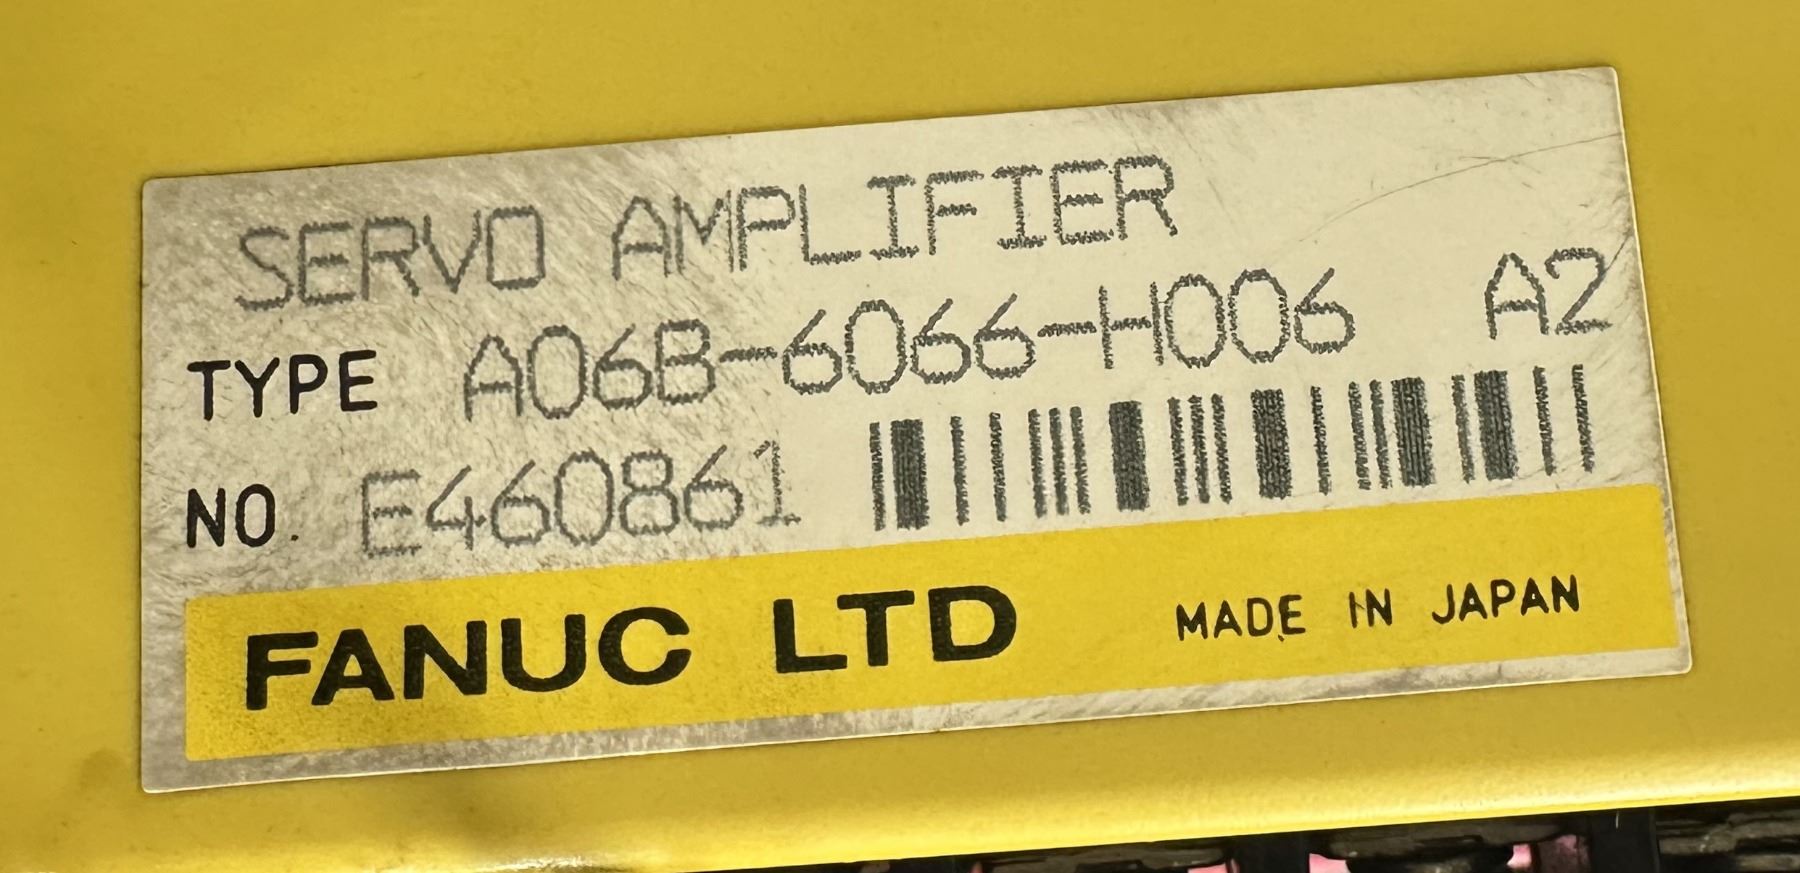 SERVO AMPLIFIER
TYPE A06B-6066-H006 A2
NO. E460861
FANUC LTD MADE IN JAPAN